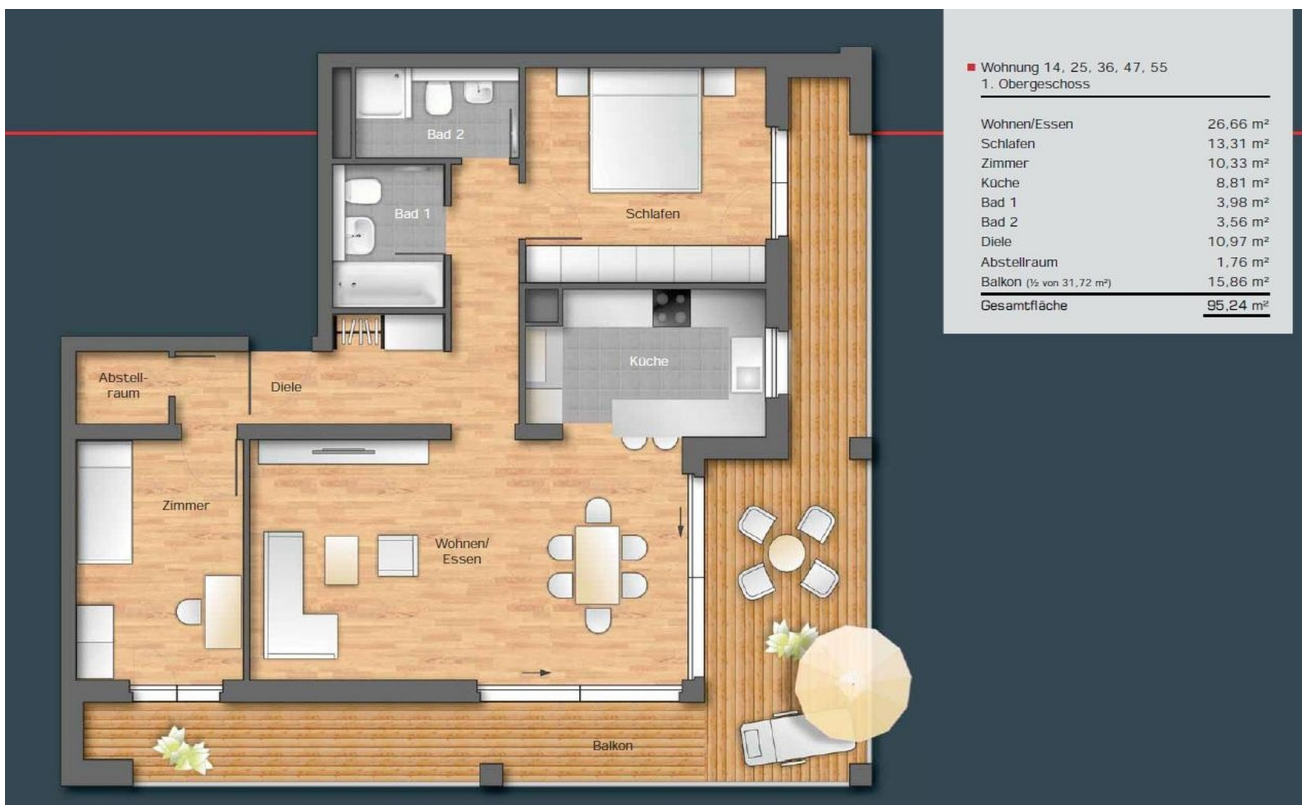 Wohnung 14, 25, 36, 47, 55
1. Obergeschoss
Wohnen/Essen 26,66 m²
Schlafen 13,31 m²
Zimmer 10,33 m²
Küche 8,81 m²
Bad 1 3,98 m²
Bad 2 3,56 m²
Diele 10,97 m²
Abstellraum 1,76 m²
Balkon (½ von 31,72 m²) 15,86 m²
Gesamtfläche 95,24 m²
Bad 2
Bad 1
Schlafen
Küche
Abstell-
raum
Diele
Zimmer
Wohnen/
Essen
Balkon